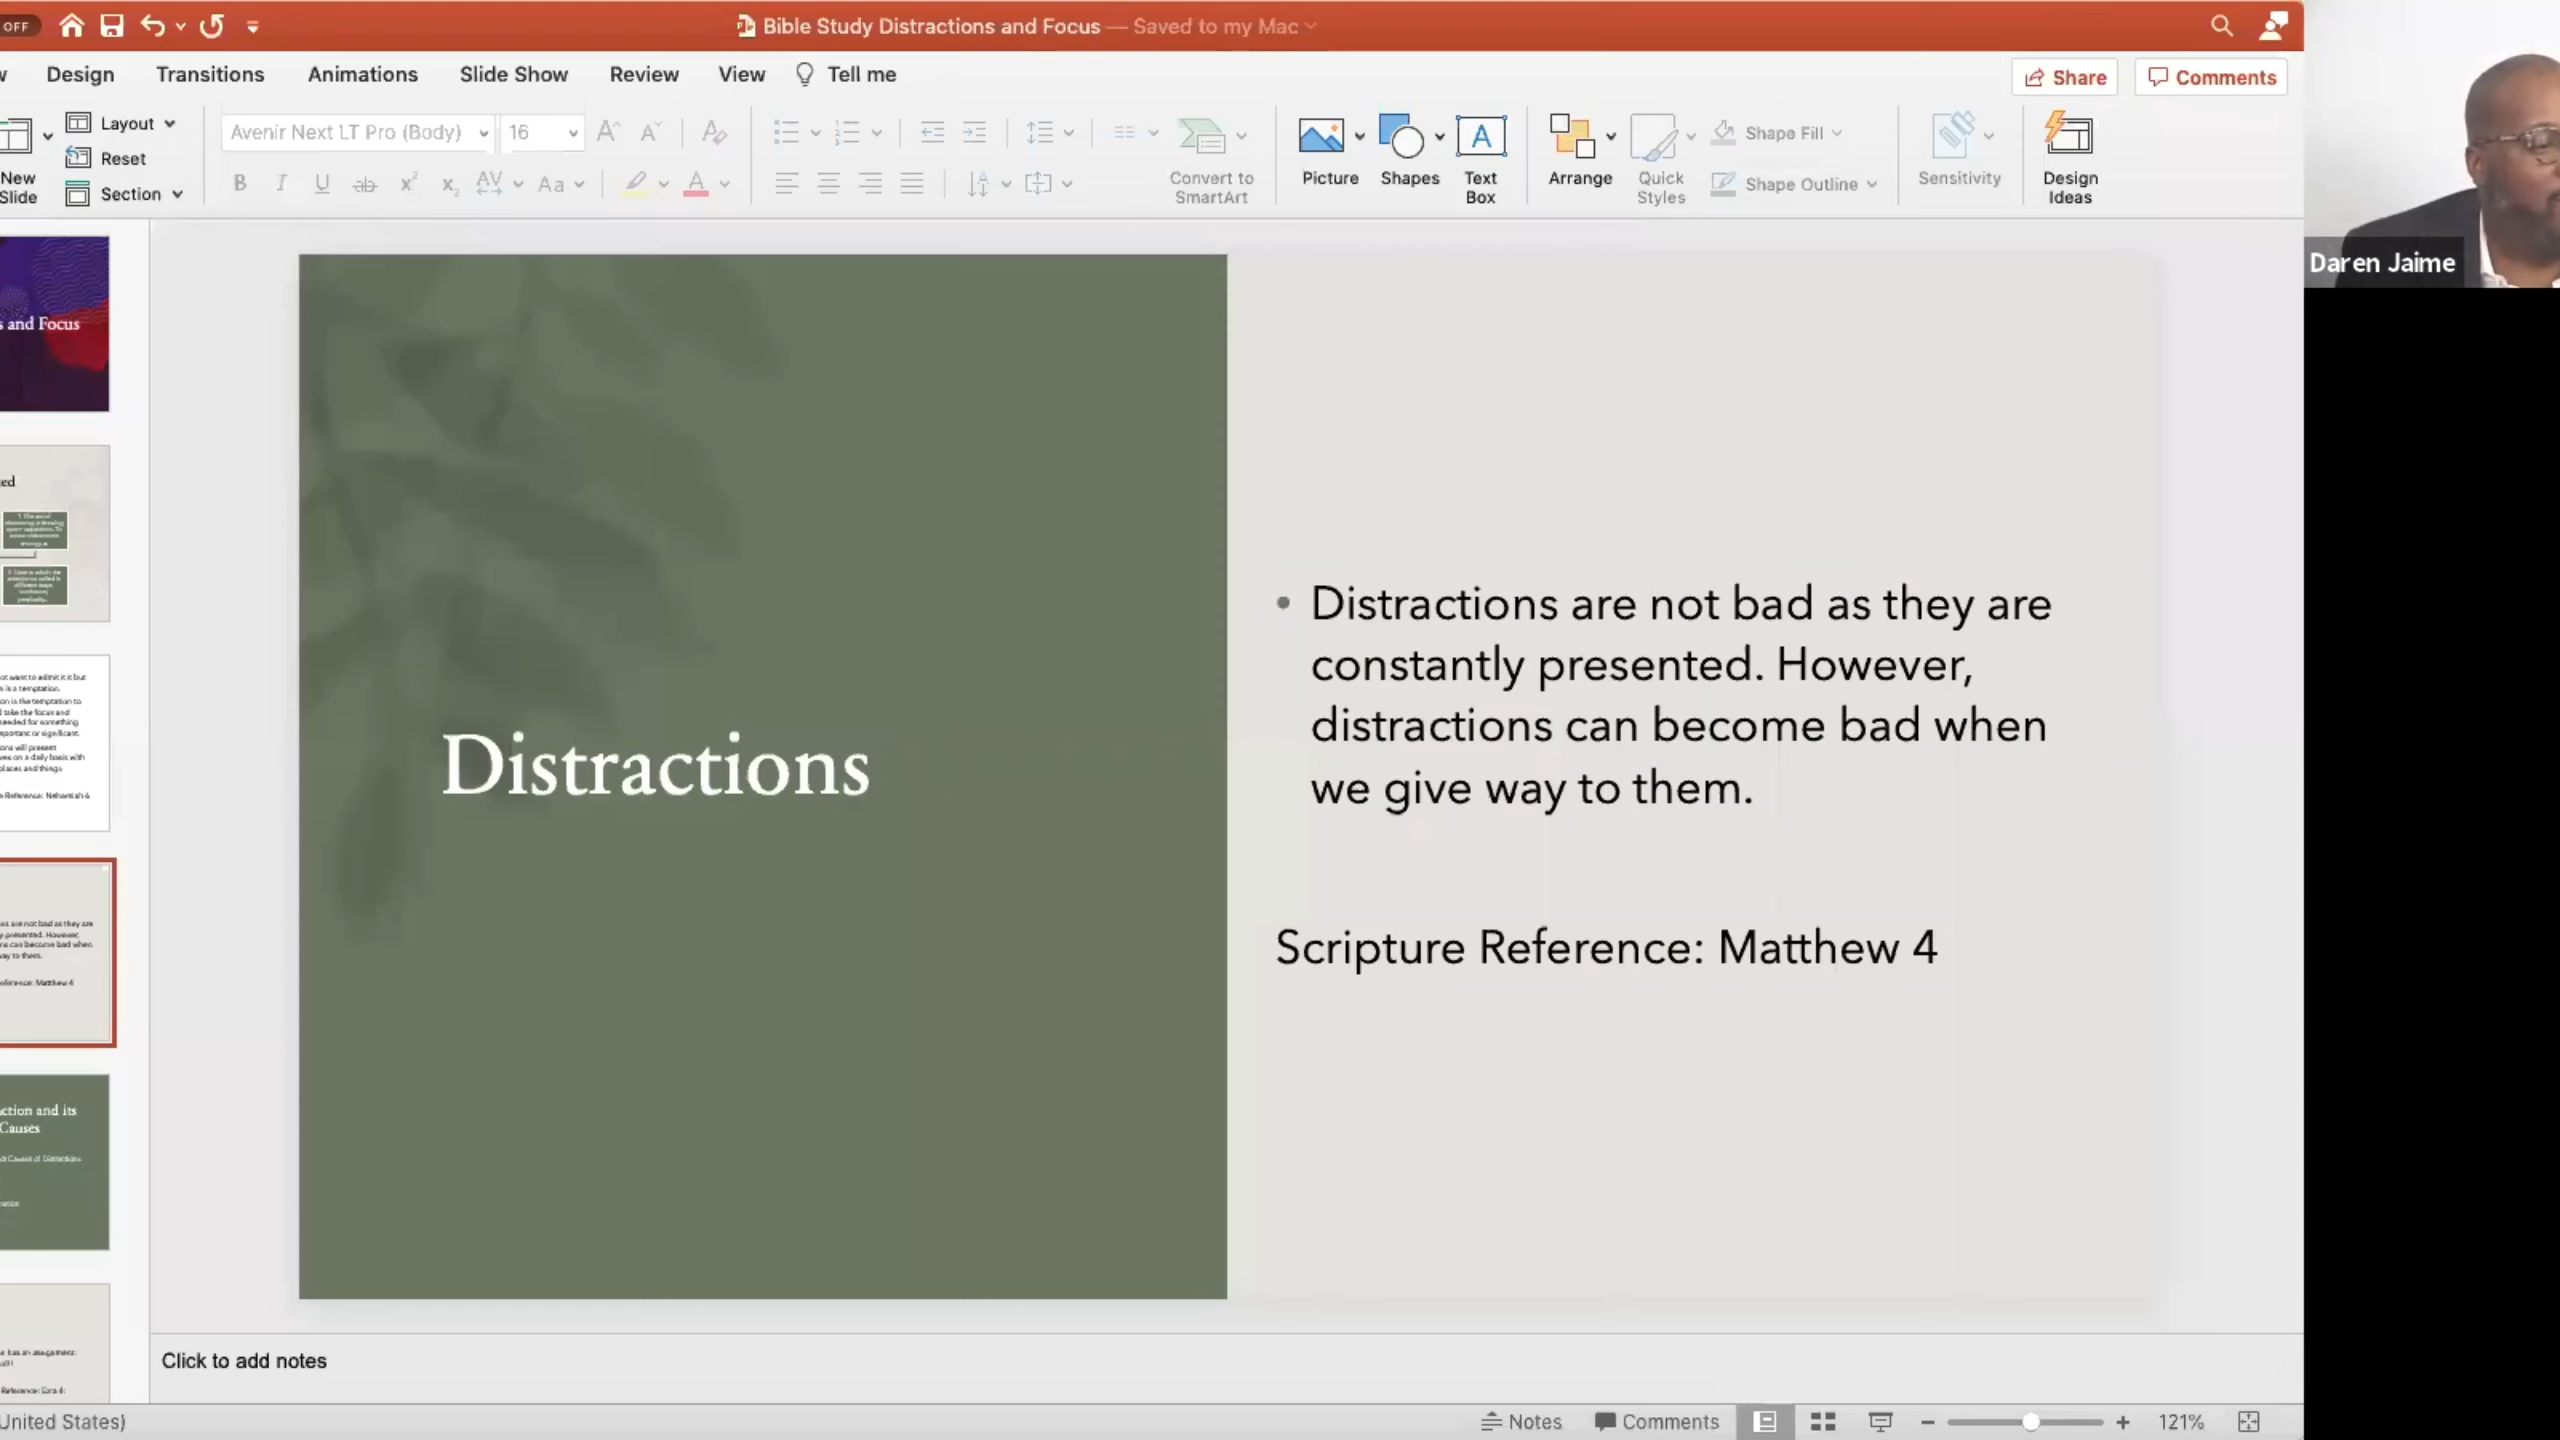 OFF
Bible Study Distractions and Focus — Saved to my Mac
Design Transitions Animations Slide Show Review View Tell me
Share Comments
New Slide
Layout
Reset
Section
Avenir Next LT Pro (Body) 16
Convert to SmartArt
Picture
Shapes
Text Box
Arrange
Quick Styles
Shape Fill
Shape Outline
Sensitivity
Design Ideas
Daren Jaime
and Focus
Distractions
• Distractions are not bad as they are
constantly presented. However,
distractions can become bad when
we give way to them.
Scripture Reference: Matthew 4
and its
Causes
Click to add notes
United States)
Notes Comments 121%